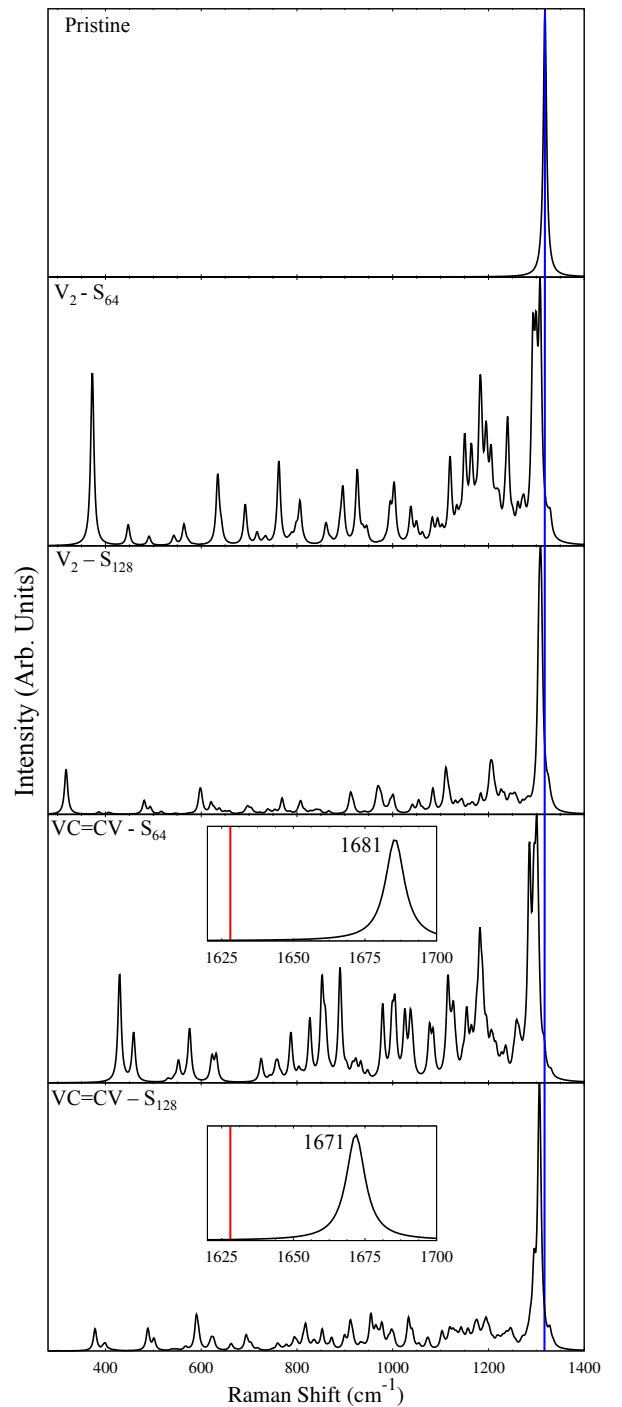 Pristine
V₂ - S₆₄
V₂ – S₁₂₈
Intensity (Arb. Units)
VC=CV - S₆₄
1681
1625 1650 1675 1700
VC=CV – S₁₂₈
1671
1625 1650 1675 1700
400 600 800 1000 1200 1400
Raman Shift (cm⁻¹)